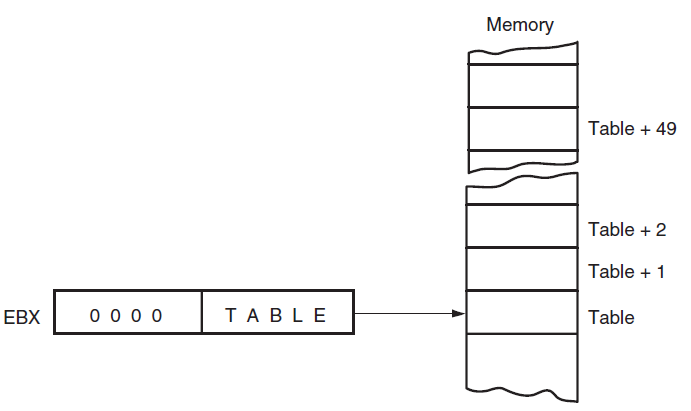 Memory
Table + 49
Table + 2
Table + 1
EBX 0 0 0 0 T A B L E Table